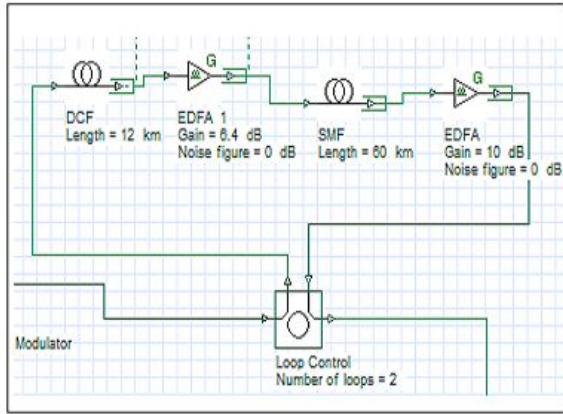 G
G
DCF
Length = 12 km
EDFA 1
Gain = 6.4 dB
Noise figure = 0 dB
SMF
Length = 60 km
EDFA
Gain = 10 dB
Noise figure = 0 dB
Modulator
Loop Control
Number of loops = 2